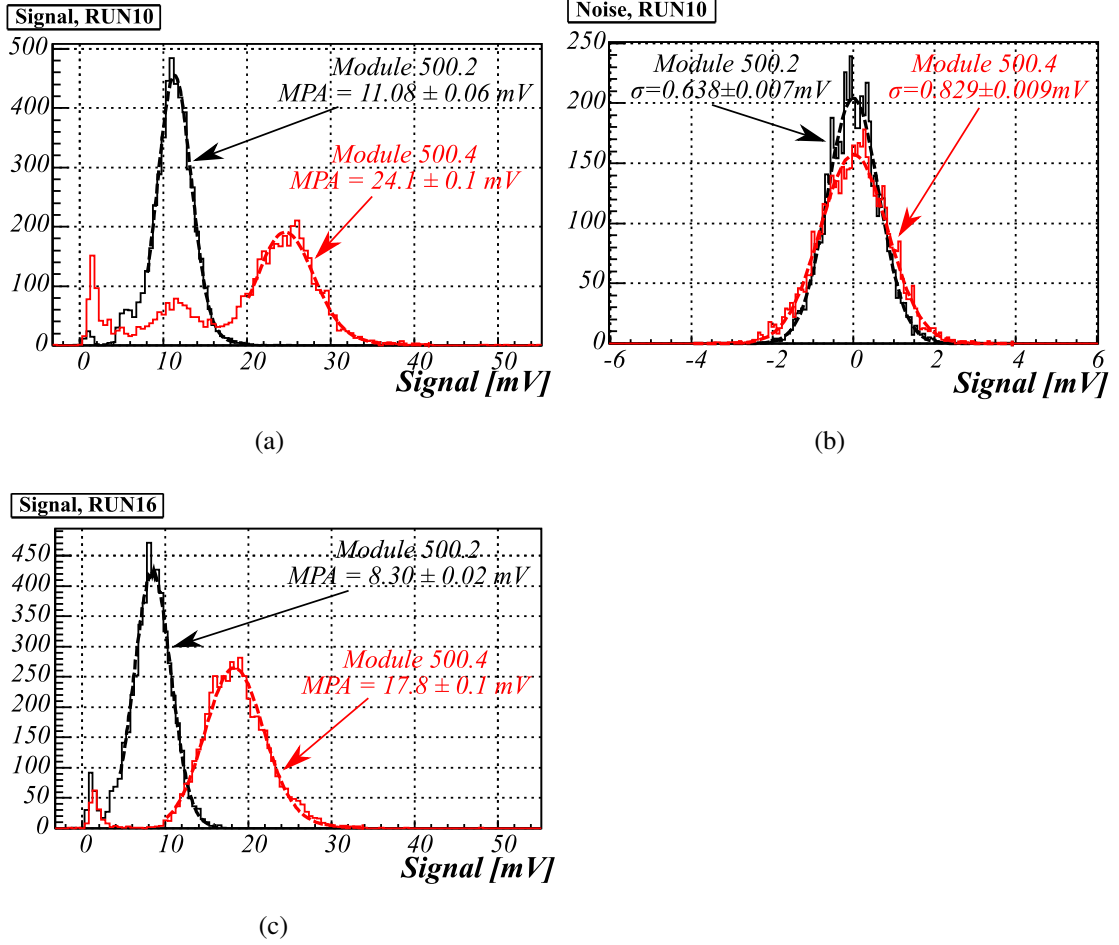 Signal, RUN10
500
400
300
200
100
0
Module 500.2
MPA = 11.08 ± 0.06 mV
Module 500.4
MPA = 24.1 ± 0.1 mV
0 10 20 30 40 50
Signal [mV]
(a)
Noise, RUN10
250
200
150
100
50
0
Module 500.2
σ=0.638±0.007mV
Module 500.4
σ=0.829±0.009mV
-6 -4 -2 0 2 4 6
Signal [mV]
(b)
Signal, RUN16
450
400
350
300
250
200
150
100
50
0
Module 500.2
MPA = 8.30 ± 0.02 mV
Module 500.4
MPA = 17.8 ± 0.1 mV
0 10 20 30 40 50
Signal [mV]
(c)